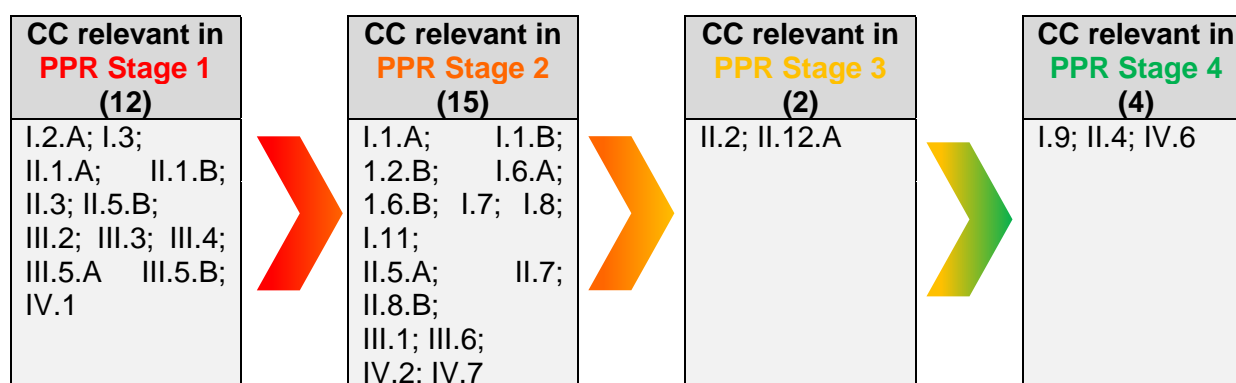 CC relevant in
PPR Stage 1
(12)
I.2.A; I.3;
II.1.A; II.1.B;
II.3; II.5.B;
III.2; III.3; III.4;
III.5.A III.5.B;
IV.1
CC relevant in
PPR Stage 2
(15)
I.1.A; I.1.B;
1.2.B; I.6.A;
1.6.B; I.7; I.8;
I.11;
II.5.A; II.7;
II.8.B;
III.1; III.6;
IV.2; IV.7
CC relevant in
PPR Stage 3
(2)
II.2; II.12.A
CC relevant in
PPR Stage 4
(4)
I.9; II.4; IV.6